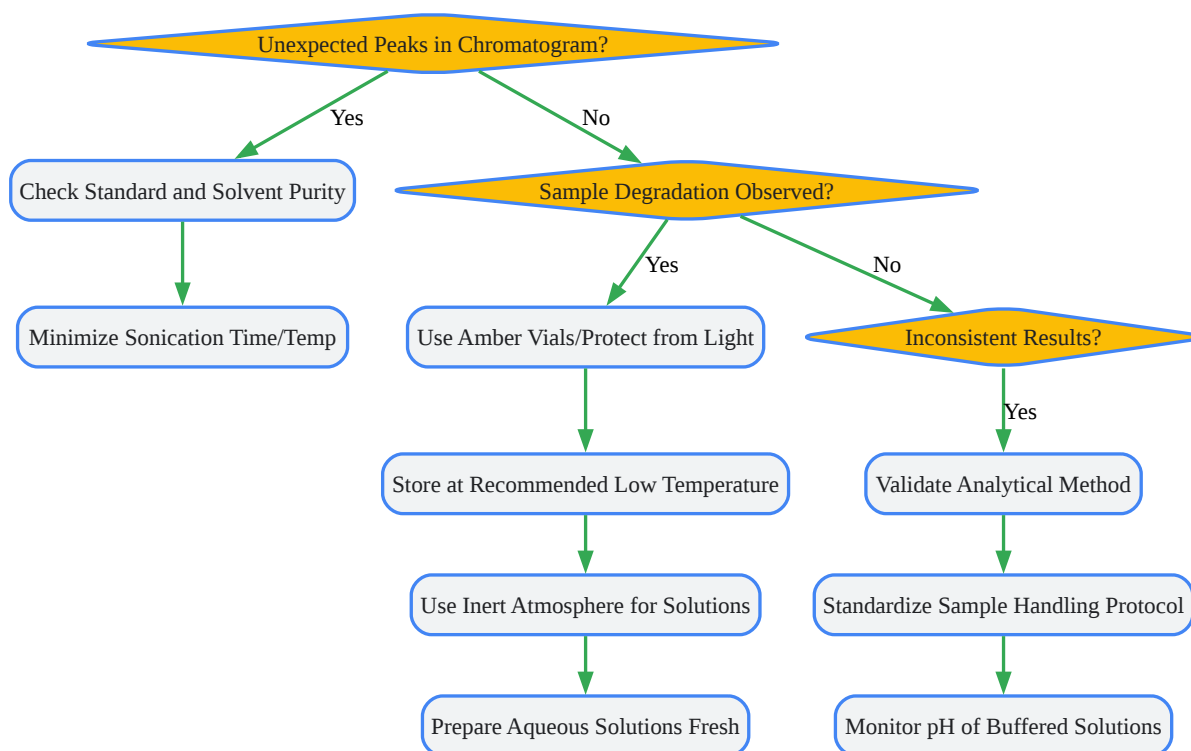 Unexpected Peaks in Chromatogram?
Yes
No
Check Standard and Solvent Purity
Sample Degradation Observed?
Yes
No
Minimize Sonication Time/Temp
Use Amber Vials/Protect from Light
Inconsistent Results?
Yes
Store at Recommended Low Temperature
Validate Analytical Method
Use Inert Atmosphere for Solutions
Standardize Sample Handling Protocol
Prepare Aqueous Solutions Fresh
Monitor pH of Buffered Solutions